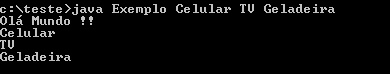 c:\teste>java Exemplo Celular TV Geladeira
Olá Mundo !!
Celular
TV
Geladeira